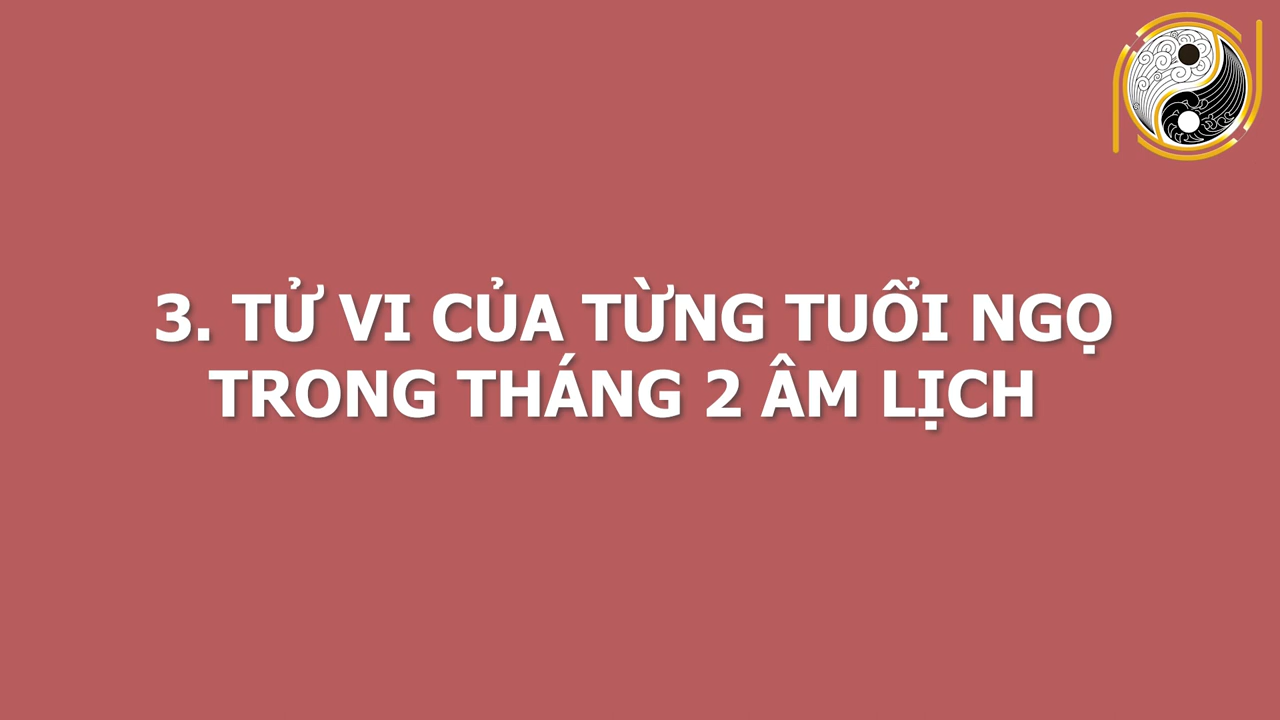 3. TỬ VI CỦA TỪNG TUỔI NGỌ
TRONG THÁNG 2 ÂM LỊCH